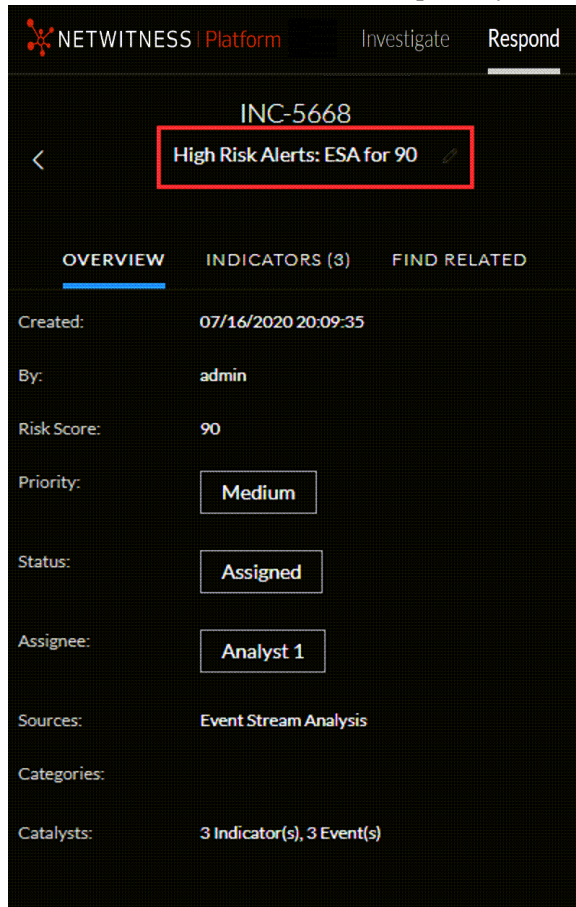 NETWITNESS | Platform Investigate Respond
INC-5668
High Risk Alerts: ESA for 90
OVERVIEW INDICATORS (3) FIND RELATED
Created: 07/16/2020 20:09:35
By: admin
Risk Score: 90
Priority: Medium
Status: Assigned
Assignee: Analyst 1
Sources: Event Stream Analysis
Categories:
Catalysts: 3 Indicator(s), 3 Event(s)